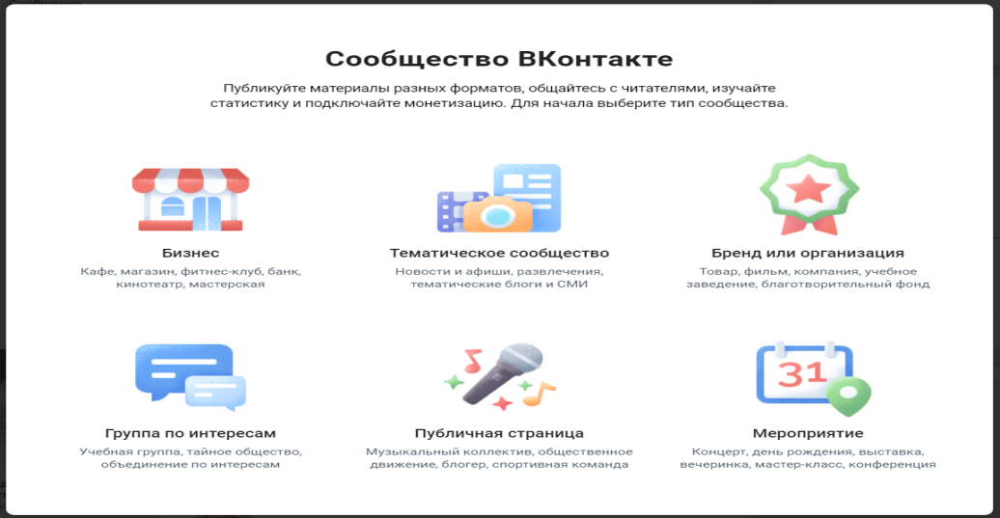 Сообщество ВКонтакте
Публикуйте материалы разных форматов, общайтесь с читателями, изучайте
статистику и подключайте монетизацию. Для начала выберите тип сообщества.
Бизнес
Кафе, магазин, фитнес-клуб, банк,
кинотеатр, мастерская
Тематическое сообщество
Новости и афиши, развлечения,
тематические блоги и СМИ
Бренд или организация
Товар, фильм, компания, учебное
заведение, благотворительный фонд
31
Группа по интересам
Учебная группа, тайное общество,
объединение по интересам
Публичная страница
Музыкальный коллектив, общественное
движение, блогер, спортивная команда
Мероприятие
Концерт, день рождения, выставка,
вечеринка, мастер-класс, конференция